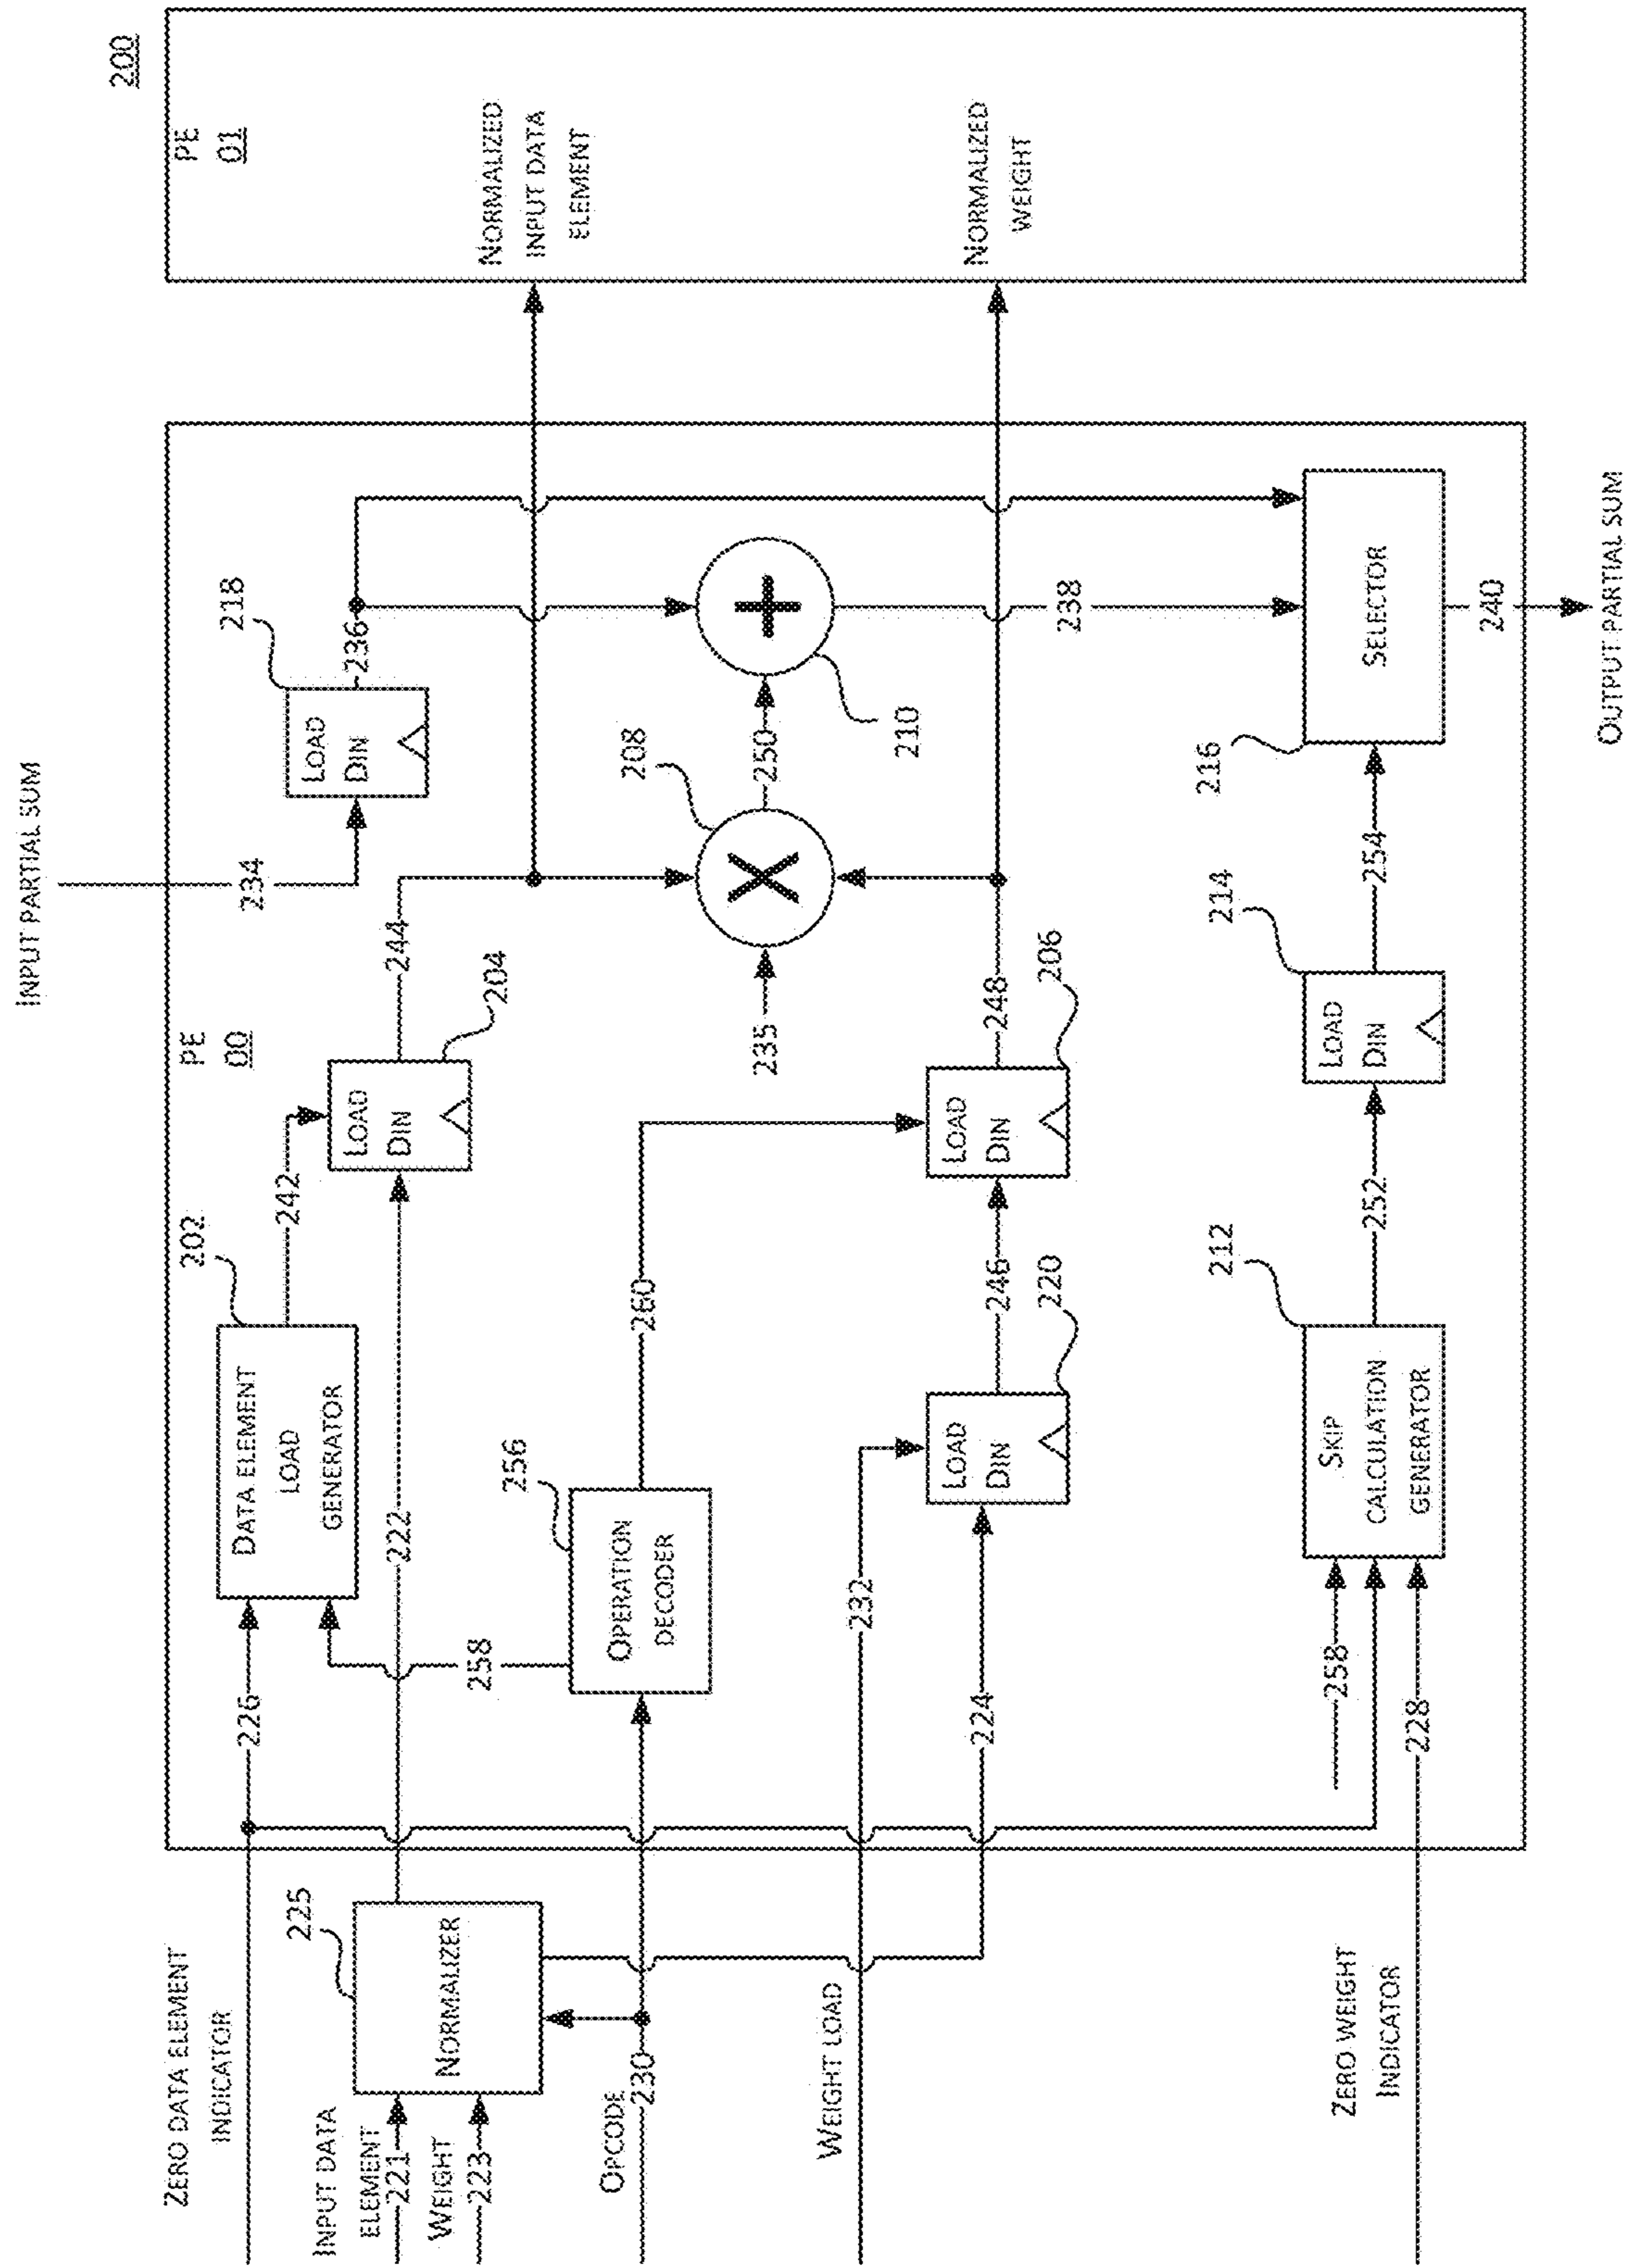 200
ZERO DATA ELEMENT
INDICATOR
INPUT DATA
ELEMENT
221
WEIGHT
223
OPCODE
230
WEIGHT LOAD
ZERO WEIGHT
INDICATOR
225
NORMALIZER
INPUT PARTIAL SUM
234
PE
00
226
202
DATA ELEMENT
LOAD
GENERATOR
242
222
258
256
OPERATION
DECODER
260
LOAD
DIN
204
244
218
LOAD
DIN
236
232
224
LOAD
DIN
220
246
LOAD
DIN
206
248
235
208
250
210
238
258
228
212
SKIP
CALCULATION
GENERATOR
252
214
LOAD
DIN
254
216
SELECTOR
240
OUTPUT PARTIAL SUM
PE
01
NORMALIZED
INPUT DATA
ELEMENT
NORMALIZED
WEIGHT